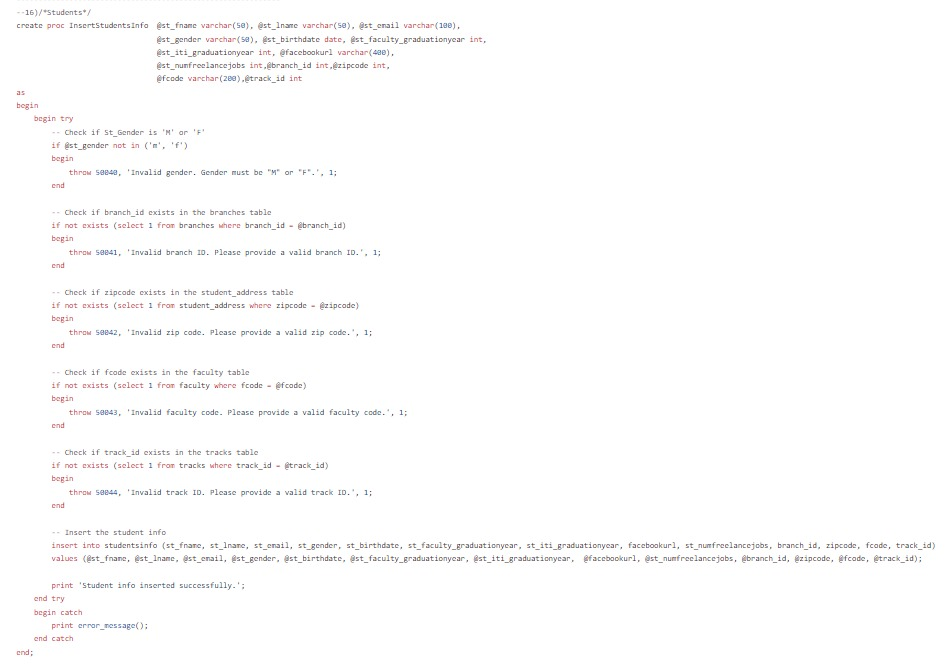 --16)/*Students*/
create proc InsertStudentsInfo @st_fname varchar(50), @st_lname varchar(50), @st_email varchar(100),
@st_gender varchar(50), @st_birthdate date, @st_faculty_graduationyear int,
@st_iti_graduationyear int, @facebookurl varchar(400),
@st_numfreelancejobs int,@branch_id int,@zipcode int,
@fcode varchar(200),@track_id int
as
begin
begin try
-- Check if St_Gender is 'M' or 'F'
if @st_gender not in ('m', 'f')
begin
throw 50040, 'Invalid gender. Gender must be "M" or "F".', 1;
end
-- Check if branch_id exists in the branches table
if not exists (select 1 from branches where branch_id = @branch_id)
begin
throw 50041, 'Invalid branch ID. Please provide a valid branch ID.', 1;
end
-- Check if zipcode exists in the student_address table
if not exists (select 1 from student_address where zipcode = @zipcode)
begin
throw 50042, 'Invalid zip code. Please provide a valid zip code.', 1;
end
-- Check if fcode exists in the faculty table
if not exists (select 1 from faculty where fcode = @fcode)
begin
throw 50043, 'Invalid faculty code. Please provide a valid faculty code.', 1;
end
-- Check if track_id exists in the tracks table
if not exists (select 1 from tracks where track_id = @track_id)
begin
throw 50044, 'Invalid track ID. Please provide a valid track ID.', 1;
end
-- Insert the student info
insert into studentsinfo (st_fname, st_lname, st_email, st_gender, st_birthdate, st_faculty_graduationyear, st_iti_graduationyear, facebookurl, st_numfreelancejobs, branch_id, zipcode, fcode, track_id)
values (@st_fname, @st_lname, @st_email, @st_gender, @st_birthdate, @st_faculty_graduationyear, @st_iti_graduationyear, @facebookurl, @st_numfreelancejobs, @branch_id, @zipcode, @fcode, @track_id);
print 'Student info inserted successfully.';
end try
begin catch
print error_message();
end catch
end;